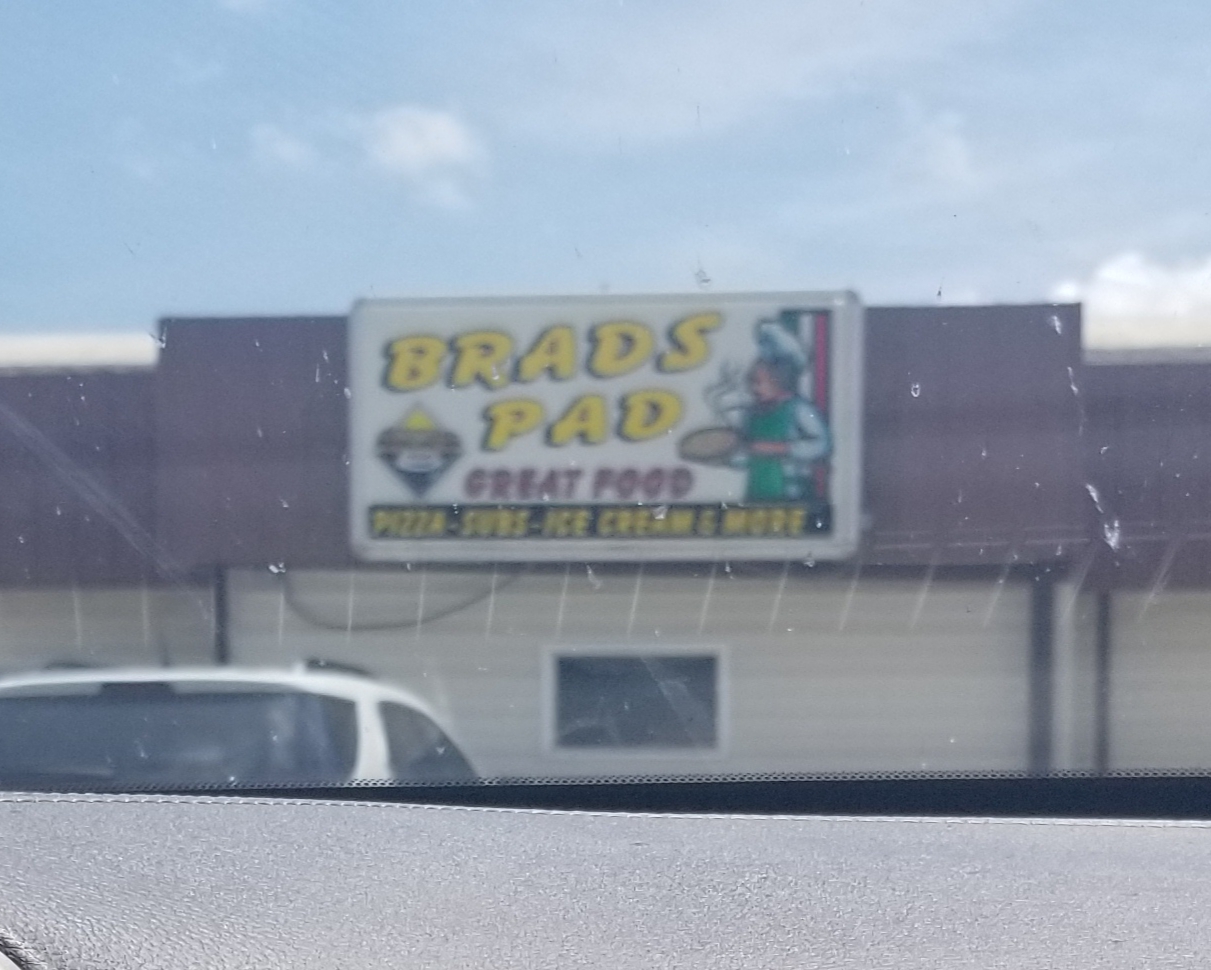 BRADS
PAD
GREAT FOOD
PIZZA-SUBS-ICE CREAM & MORE